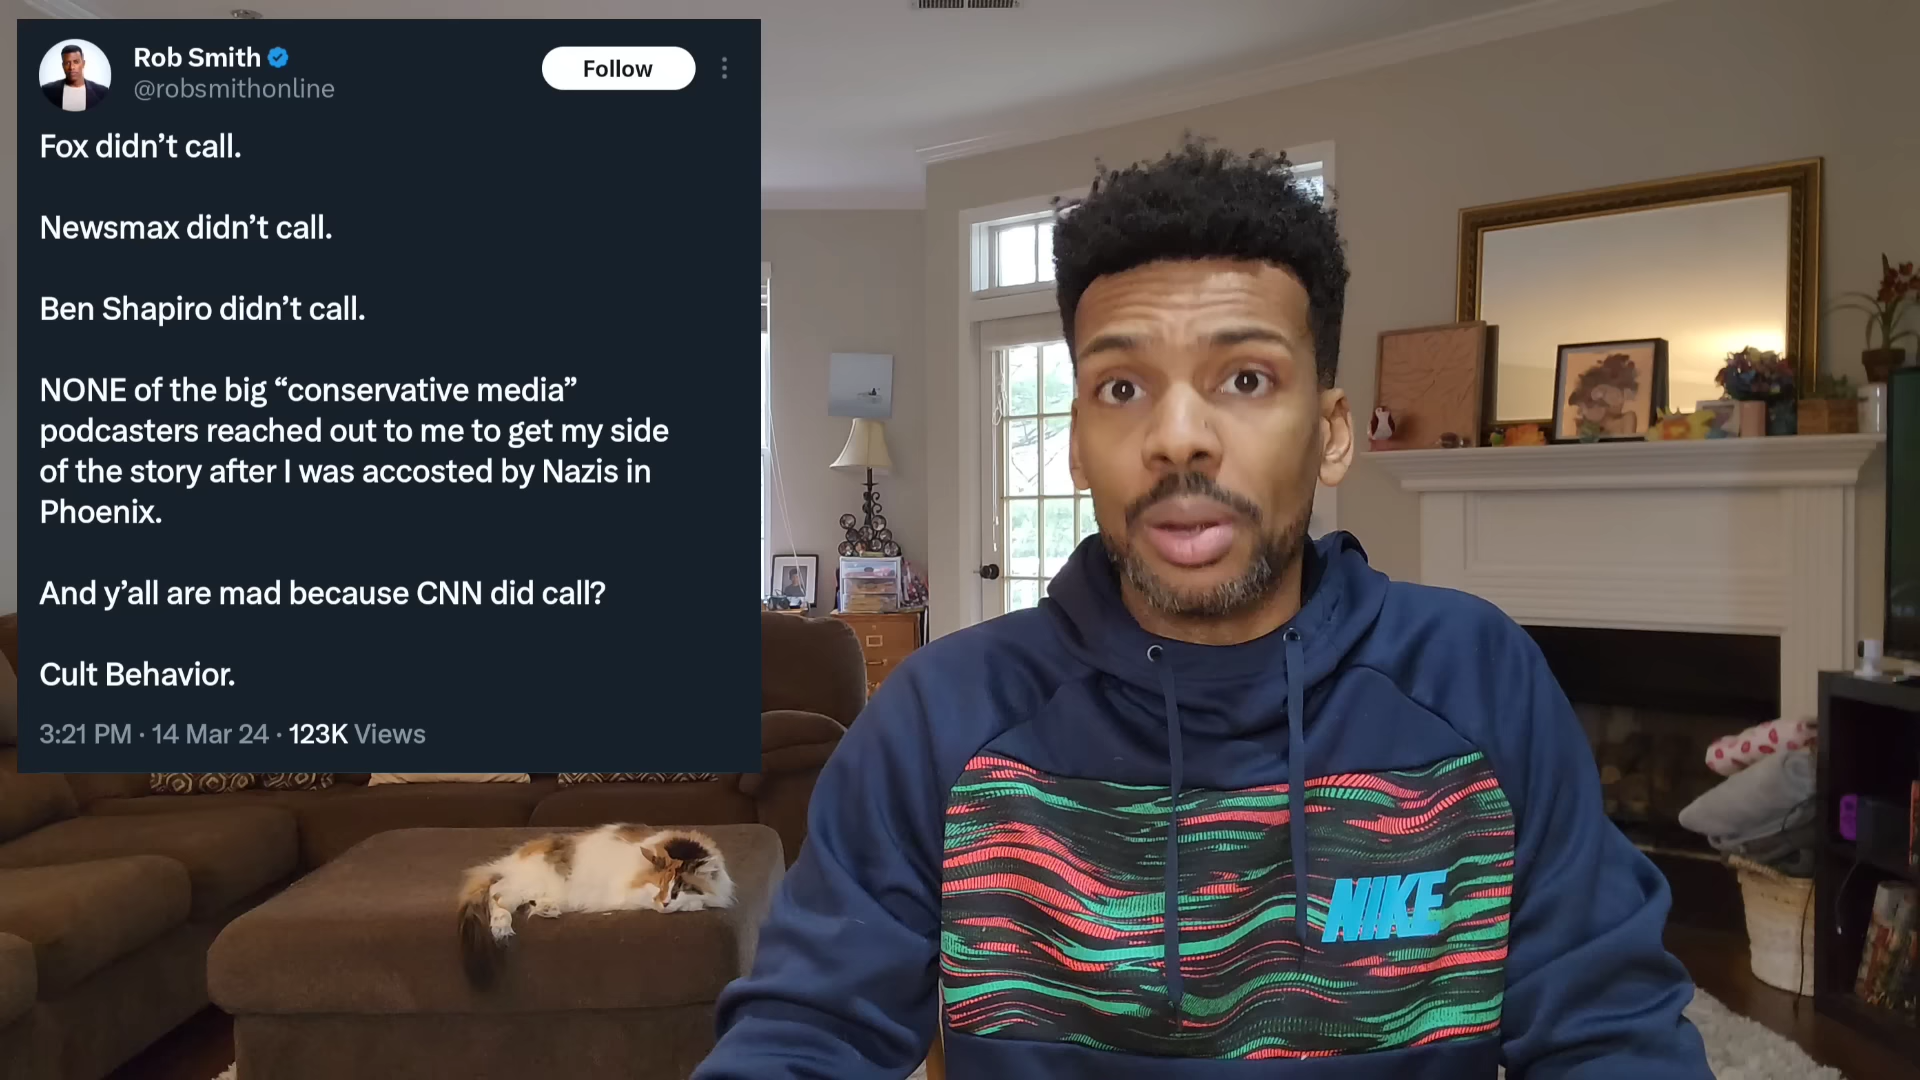 Rob Smith
@robsmithonline
Follow
Fox didn’t call.
Newsmax didn’t call.
Ben Shapiro didn’t call.
NONE of the big “conservative media”
podcasters reached out to me to get my side
of the story after I was accosted by Nazis in
Phoenix.
And y’all are mad because CNN did call?
Cult Behavior.
3:21 PM · 14 Mar 24 · 123K Views
NIKE